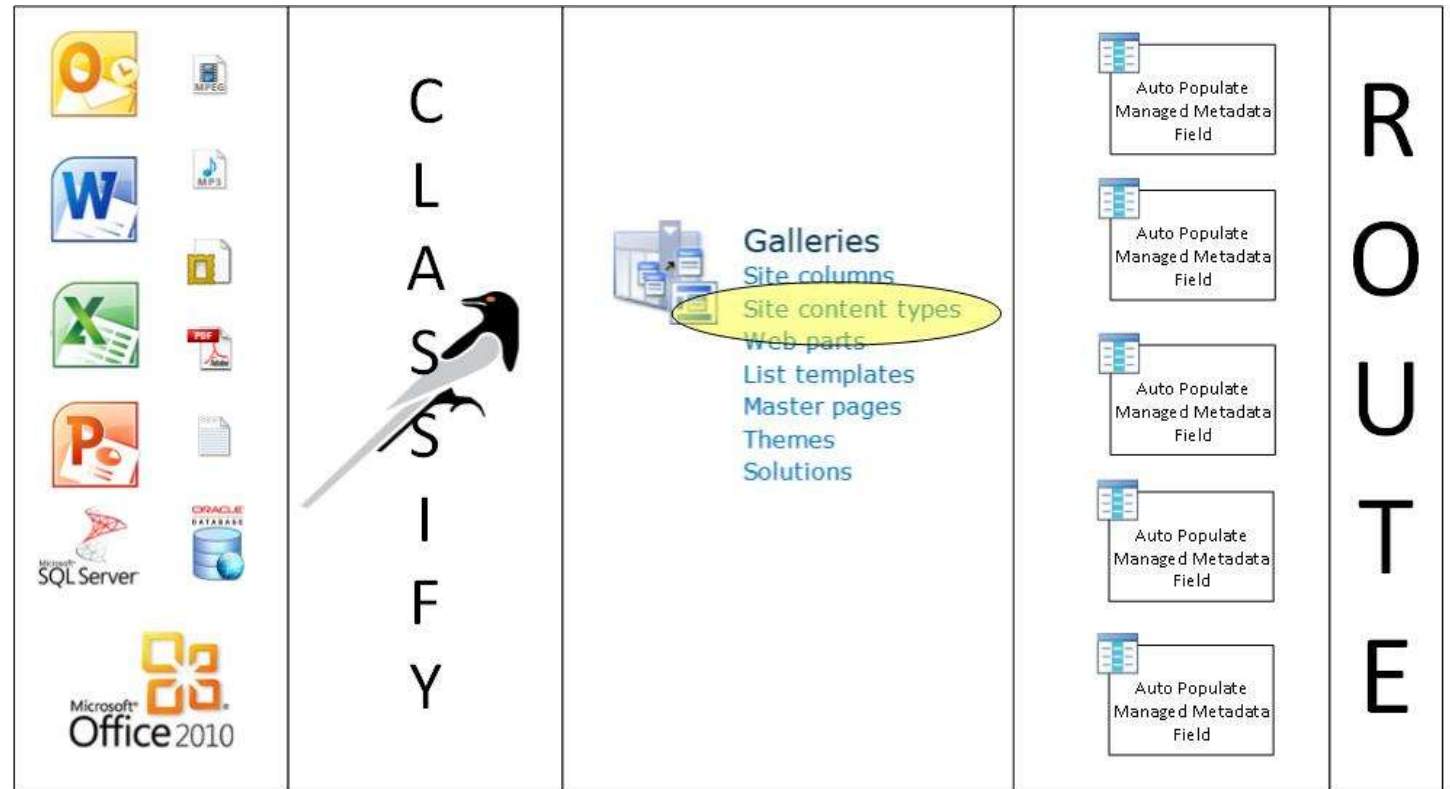 O
MPEG
W
MP3
X
PDF
Adobe
P
ORACLE
DATABASE
Microsoft
SQL Server
Microsoft
Office 2010
C
L
A
S
S
I
F
Y
Galleries
Site columns
Site content types
Web parts
List templates
Master pages
Themes
Solutions
Auto Populate
Managed Metadata
Field
Auto Populate
Managed Metadata
Field
Auto Populate
Managed Metadata
Field
Auto Populate
Managed Metadata
Field
Auto Populate
Managed Metadata
Field
R
O
U
T
E